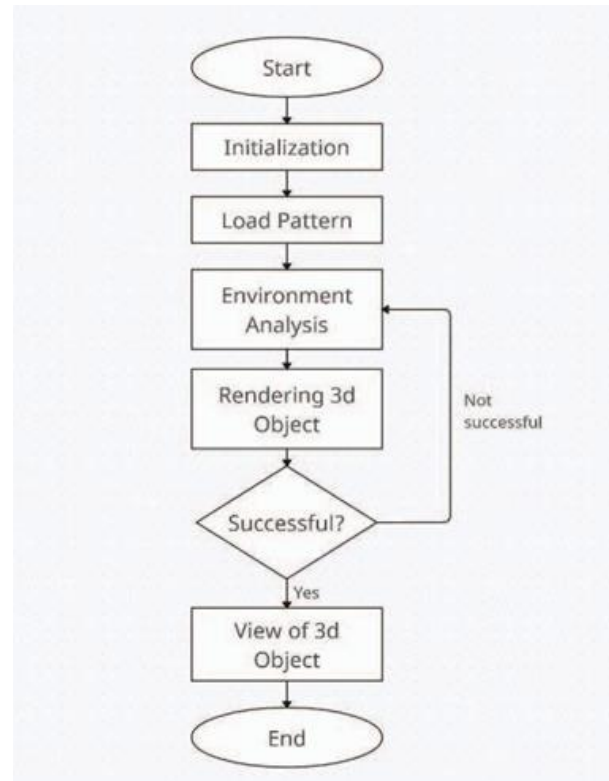 Start
Initialization
Load Pattern
Environment
Analysis
Rendering 3d
Object
Not
successful
Successful?
Yes
View of 3d
Object
End